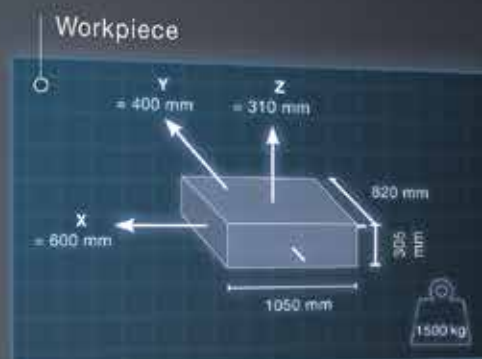 Workpiece
Y
= 400 mm
Z
= 310 mm
X
= 600 mm
820 mm
305
mm
1050 mm
1500 kg